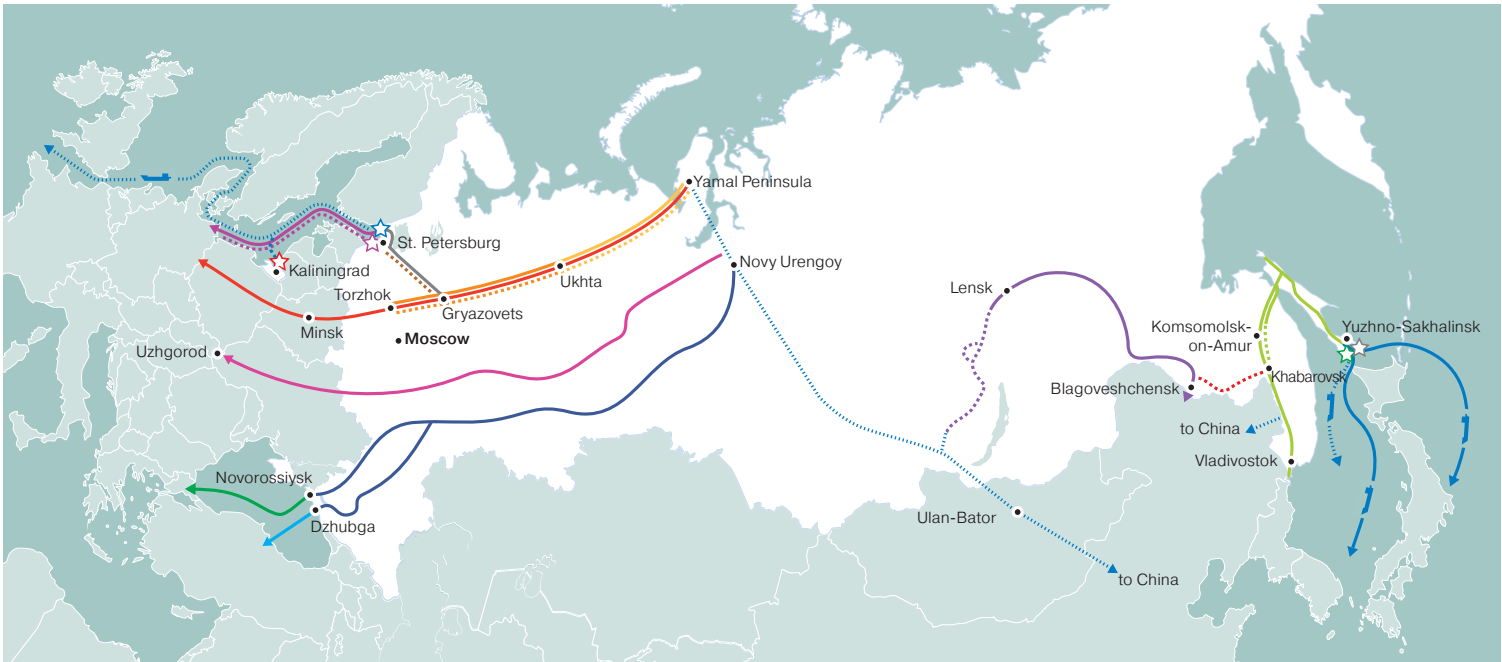 Yamal Peninsula
St. Petersburg
Novy Urengoy
Kaliningrad
Ukhta
Torzhok
Lensk
Gryazovets
Minsk
Komsomolsk-
on-Amur
Yuzhno-Sakhalinsk
Moscow
Uzhgorod
Khabarovsk
Blagoveshchensk
to China
Vladivostok
Novorossiysk
Ulan-Bator
Dzhubga
to China